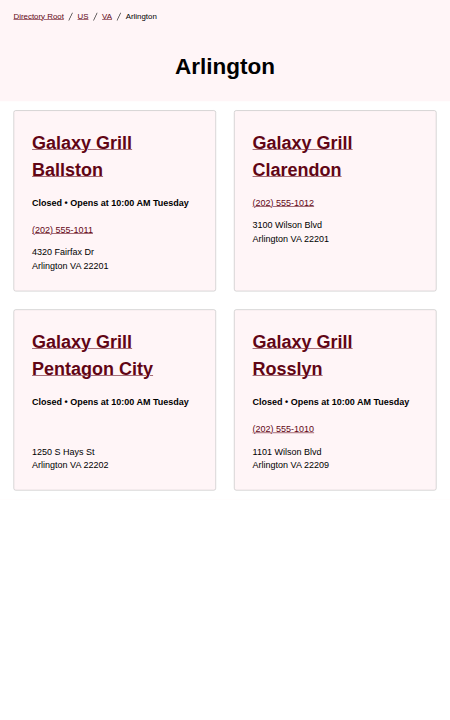 Directory Root / US / VA / Arlington
Arlington
Galaxy Grill
Ballston
Closed • Opens at 10:00 AM Tuesday
(202) 555-1011
4320 Fairfax Dr
Arlington VA 22201
Galaxy Grill
Clarendon
(202) 555-1012
3100 Wilson Blvd
Arlington VA 22201
Galaxy Grill
Pentagon City
Closed • Opens at 10:00 AM Tuesday
1250 S Hays St
Arlington VA 22202
Galaxy Grill
Rosslyn
Closed • Opens at 10:00 AM Tuesday
(202) 555-1010
1101 Wilson Blvd
Arlington VA 22209